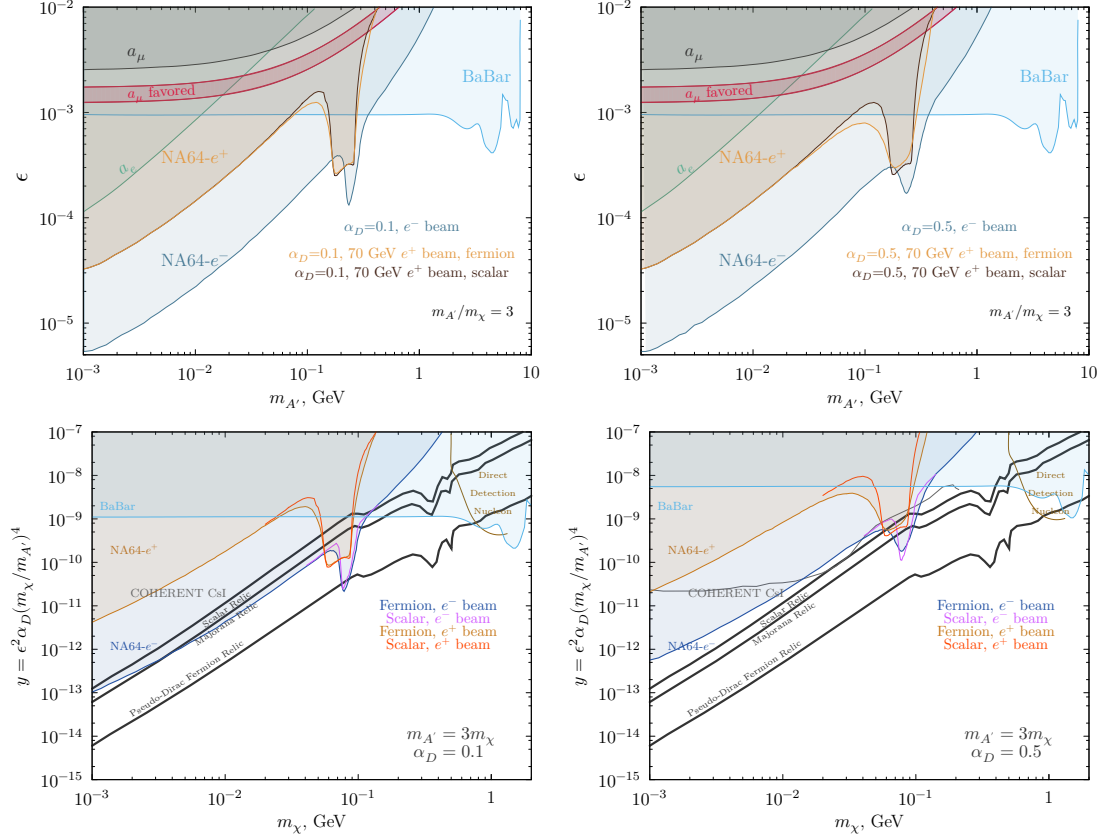 10⁻²
10⁻³
10⁻⁴
10⁻⁵
ϵ
a_μ
a_μ favored
a_e
BaBar
NA64-e⁺
NA64-e⁻
α_D=0.1, e⁻ beam
α_D=0.1, 70 GeV e⁺ beam, fermion
α_D=0.1, 70 GeV e⁺ beam, scalar
m_A′/m_χ = 3
10⁻³ 10⁻² 10⁻¹ 1 10
m_A′, GeV
10⁻²
10⁻³
10⁻⁴
10⁻⁵
ϵ
a_μ
a_μ favored
a_e
BaBar
NA64-e⁺
NA64-e⁻
α_D=0.5, e⁻ beam
α_D=0.5, 70 GeV e⁺ beam, fermion
α_D=0.5, 70 GeV e⁺ beam, scalar
m_A′/m_χ = 3
10⁻³ 10⁻² 10⁻¹ 1 10
m_A′, GeV
10⁻⁷
10⁻⁸
10⁻⁹
10⁻¹⁰
10⁻¹¹
10⁻¹²
10⁻¹³
10⁻¹⁴
10⁻¹⁵
y = ϵ²α_D(m_χ/m_A′)⁴
BaBar
Direct
Detection
Nucleon
NA64-e⁺
COHERENT CsI
Scalar Relic
Majorana Relic
NA64-e⁻
Pseudo-Dirac Fermion Relic
Fermion, e⁻ beam
Scalar, e⁻ beam
Fermion, e⁺ beam
Scalar, e⁺ beam
m_A′ = 3m_χ
α_D = 0.1
10⁻³ 10⁻² 10⁻¹ 1
m_χ, GeV
10⁻⁷
10⁻⁸
10⁻⁹
10⁻¹⁰
10⁻¹¹
10⁻¹²
10⁻¹³
10⁻¹⁴
10⁻¹⁵
y = ϵ²α_D(m_χ/m_A′)⁴
BaBar
Direct
Detection
Nucleon
NA64-e⁺
COHERENT CsI
Scalar Relic
Majorana Relic
NA64-e⁻
Pseudo-Dirac Fermion Relic
Fermion, e⁻ beam
Scalar, e⁻ beam
Fermion, e⁺ beam
Scalar, e⁺ beam
m_A′ = 3m_χ
α_D = 0.5
10⁻³ 10⁻² 10⁻¹ 1
m_χ, GeV